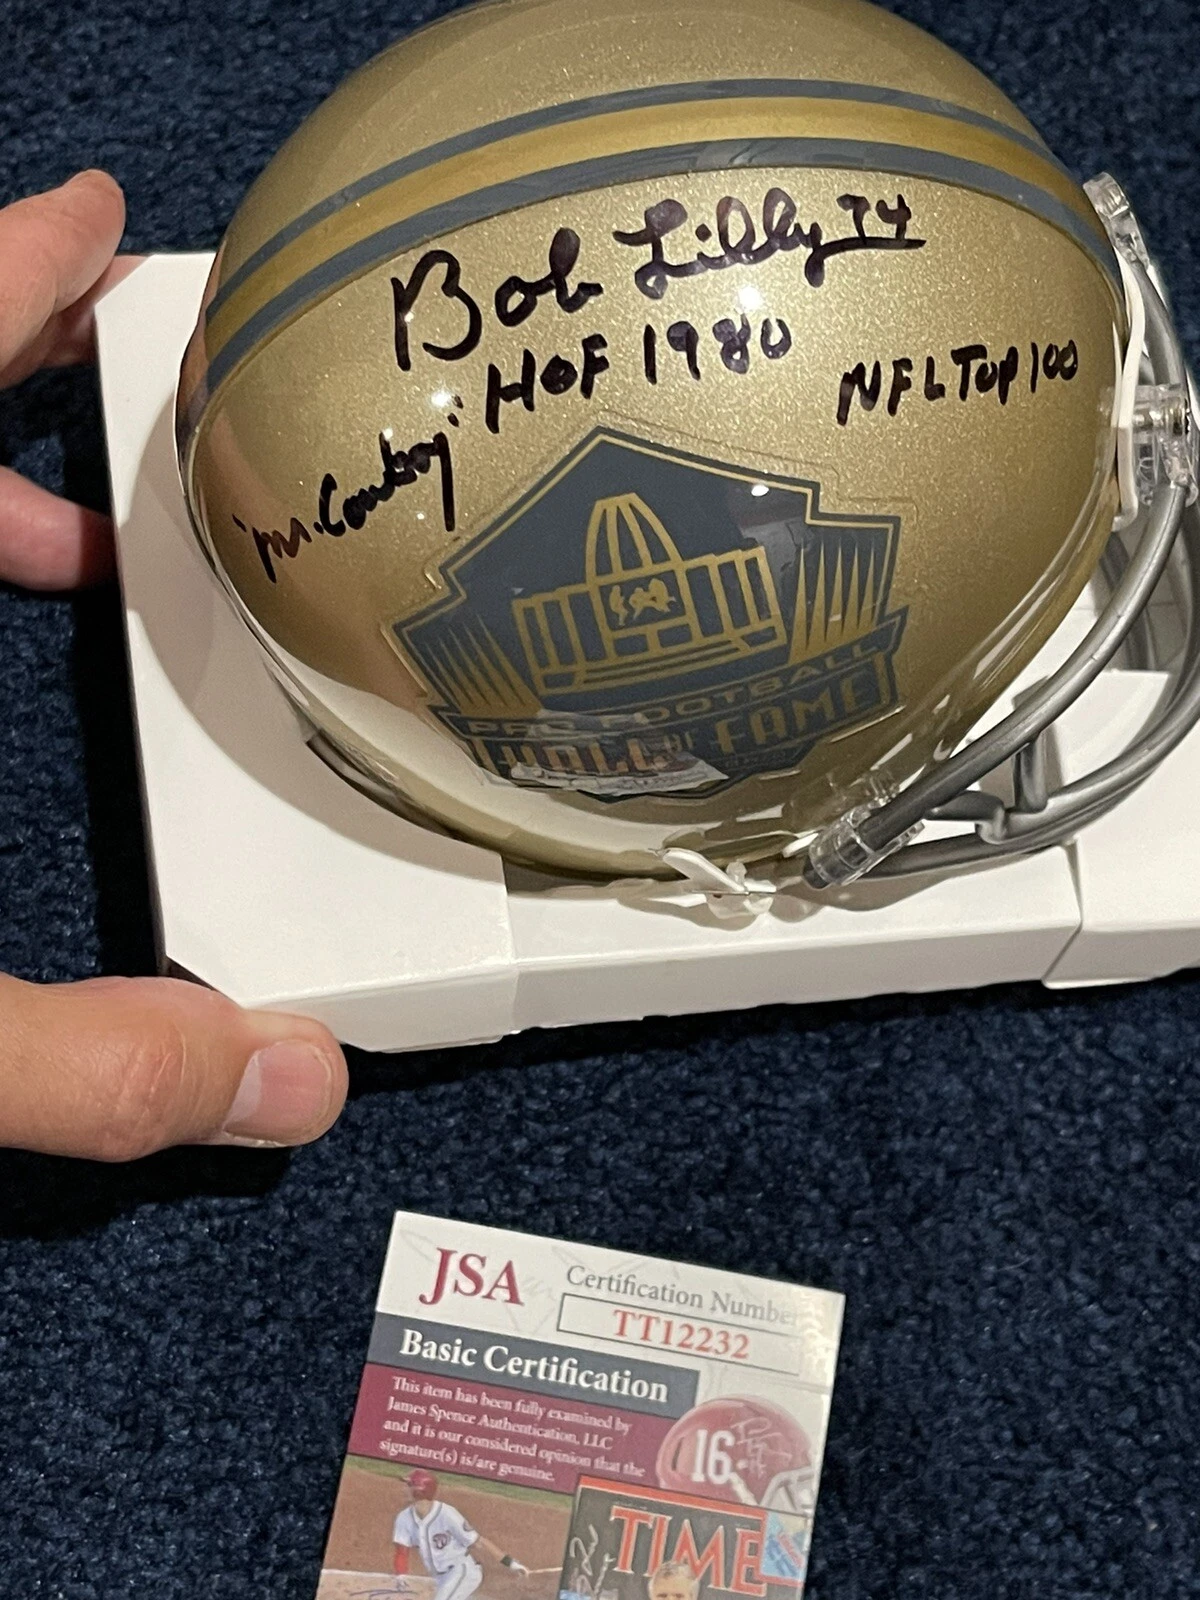 Bob Lilly 74
HOF 1980
NFL Top 100
"Mr. Cowboy"
PRO FOOTBALL
HALL OF FAME
JSA
Certification Number
TT12232
Basic Certification
This item has been fully examined by
James Spence Authentication, LLC
and it is our considered opinion that the
signature(s) is/are genuine.
16
TIME